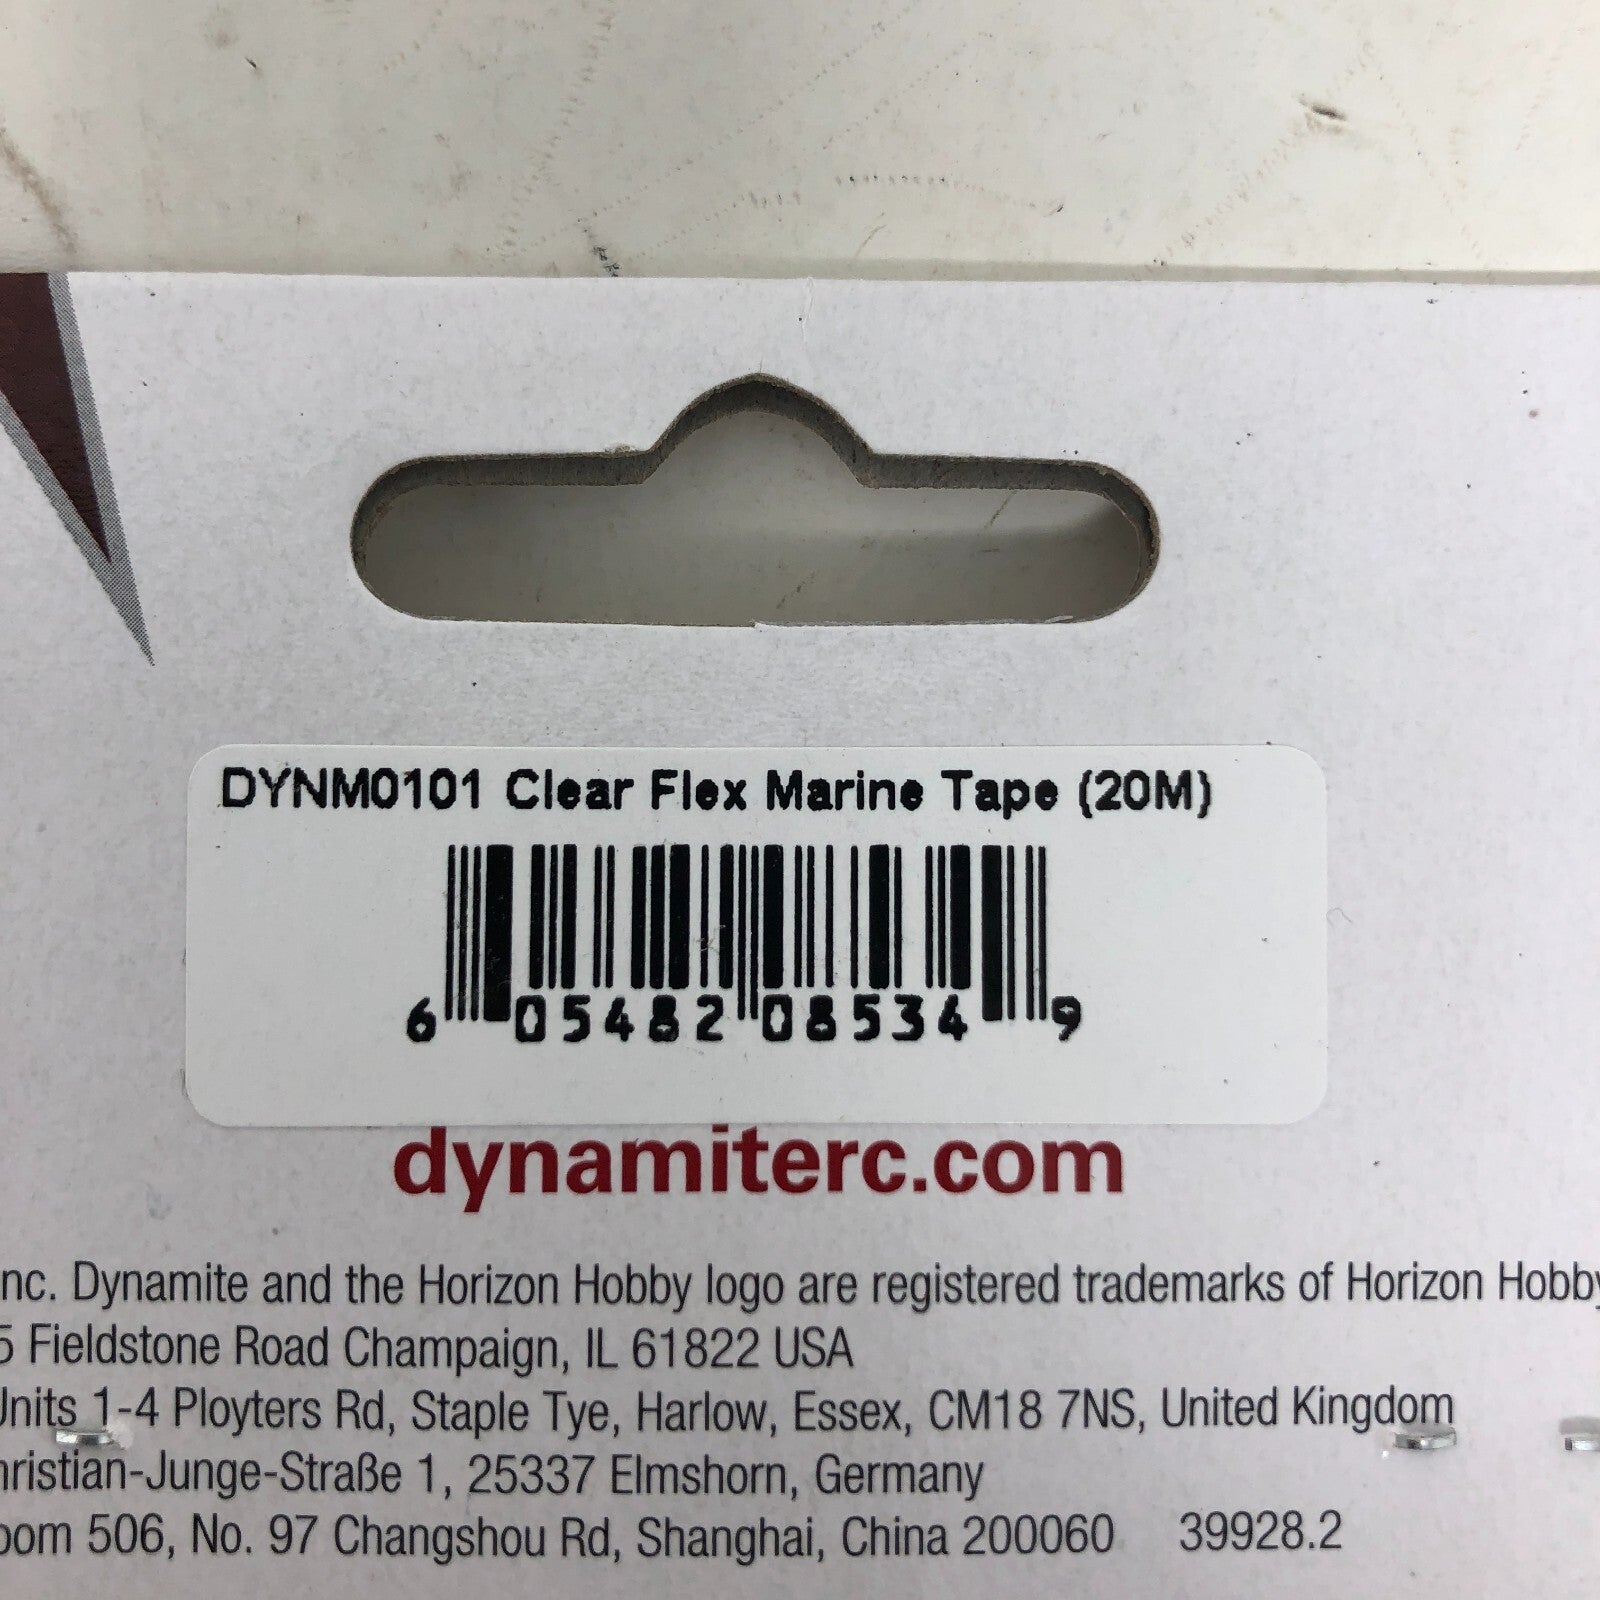 DYNM0101 Clear Flex Marine Tape (20M)
6 05482 08534 9
dynamiterc.com
nc. Dynamite and the Horizon Hobby logo are registered trademarks of Horizon Hobby
5 Fieldstone Road Champaign, IL 61822 USA
Units 1-4 Ployters Rd, Staple Tye, Harlow, Essex, CM18 7NS, United Kingdom
hristian-Junge-Straße 1, 25337 Elmshorn, Germany
oom 506, No. 97 Changshou Rd, Shanghai, China 200060 39928.2